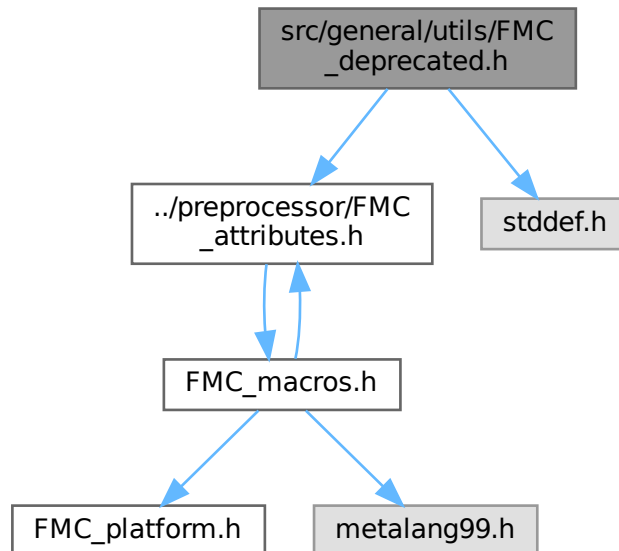 src/general/utils/FMC
_deprecated.h
../preprocessor/FMC
_attributes.h
stddef.h
FMC_macros.h
FMC_platform.h
metalang99.h